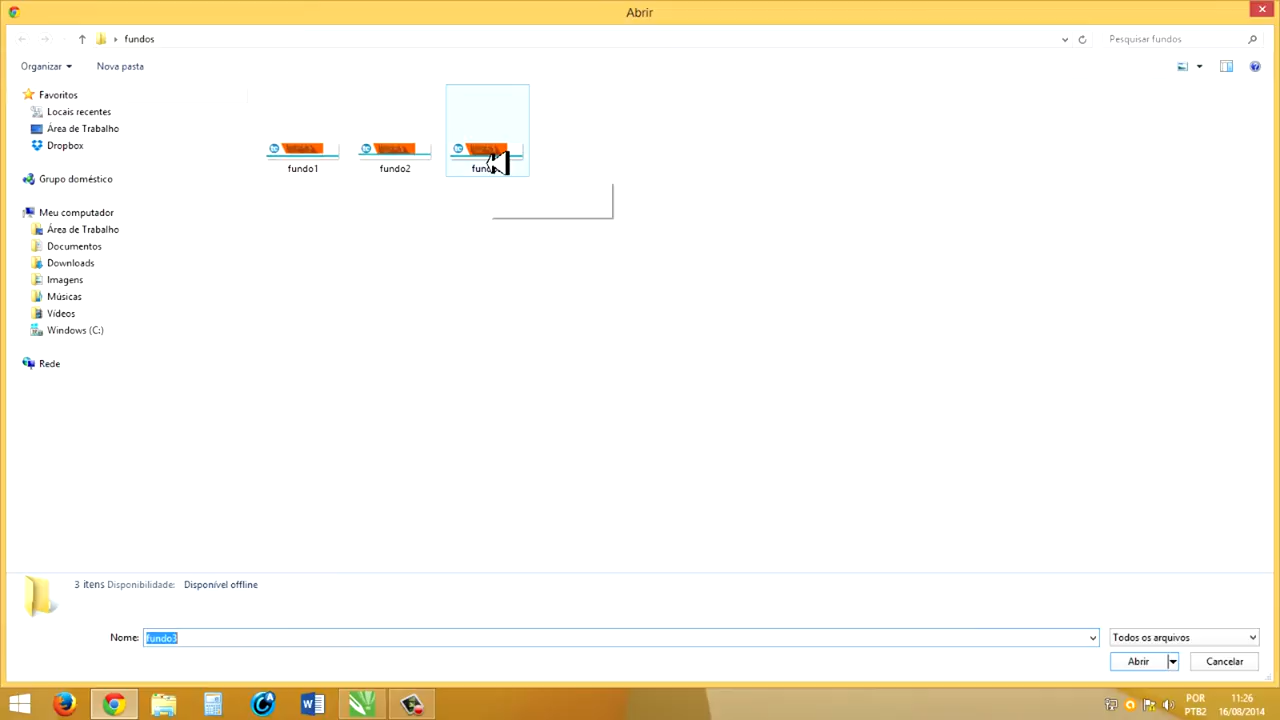 Abrir
fundos
Pesquisar fundos
Organizar
Nova pasta
Favoritos
Locais recentes
Área de Trabalho
Dropbox
Grupo doméstico
Meu computador
Área de Trabalho
Documentos
Downloads
Imagens
Músicas
Vídeos
Windows (C:)
Rede
fundo1
fundo2
3 itens Disponibilidade: Disponível offline
Nome: fundo3
Todos os arquivos
Abrir
Cancelar
POR
PTB2
11:26
16/08/2014